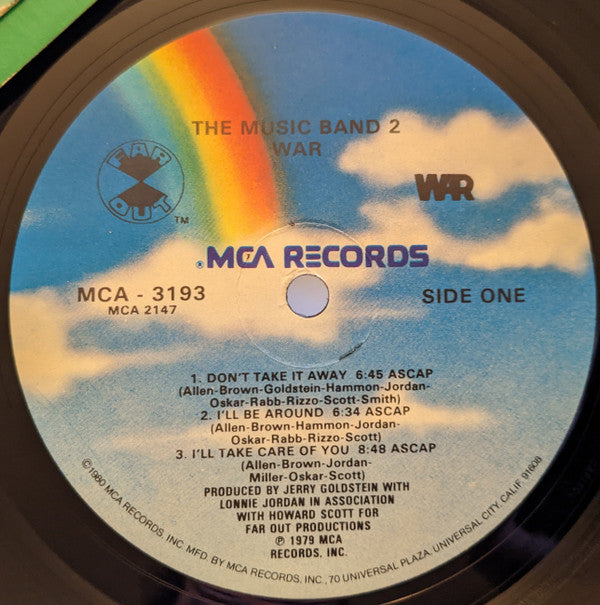 THE MUSIC BAND 2
WAR
FAR
OUT
TM
WAR
®MCA RECORDS
MCA - 3193
MCA 2147
SIDE ONE
1. DON'T TAKE IT AWAY 6:45 ASCAP
(Allen-Brown-Goldstein-Hammon-Jordan-
Oskar-Rabb-Rizzo-Scott-Smith)
2. I'LL BE AROUND 6:34 ASCAP
(Allen-Brown-Hammon-Jordan-
Oskar-Rabb-Rizzo-Scott)
3. I'LL TAKE CARE OF YOU 8:48 ASCAP
(Allen-Brown-Jordan-
Miller-Oskar-Scott)
PRODUCED BY JERRY GOLDSTEIN WITH
LONNIE JORDAN IN ASSOCIATION
WITH HOWARD SCOTT FOR
FAR OUT PRODUCTIONS
℗ 1979 MCA
RECORDS, INC.
©1980 MCA RECORDS, INC. MFD. BY MCA RECORDS, INC., 70 UNIVERSAL PLAZA, UNIVERSAL CITY, CALIF. 91608